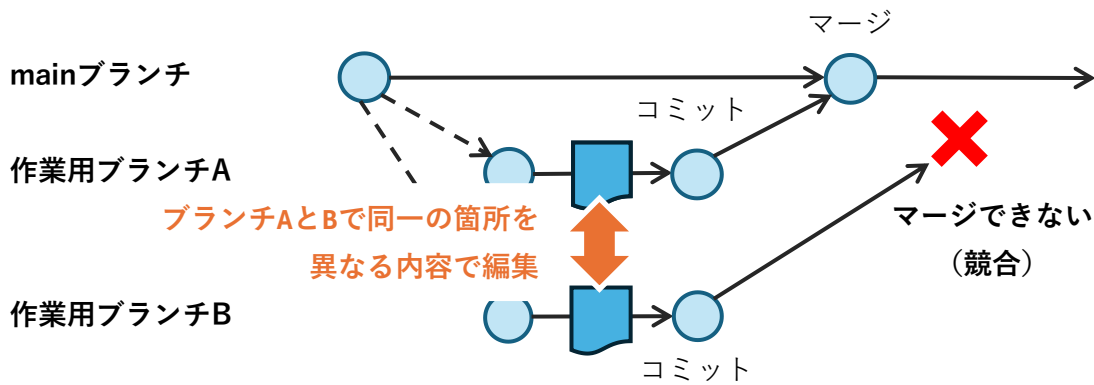 マージ
mainブランチ
コミット
作業用ブランチA
ブランチAとBで同一の箇所を
異なる内容で編集
マージできない
（競合）
作業用ブランチB
コミット